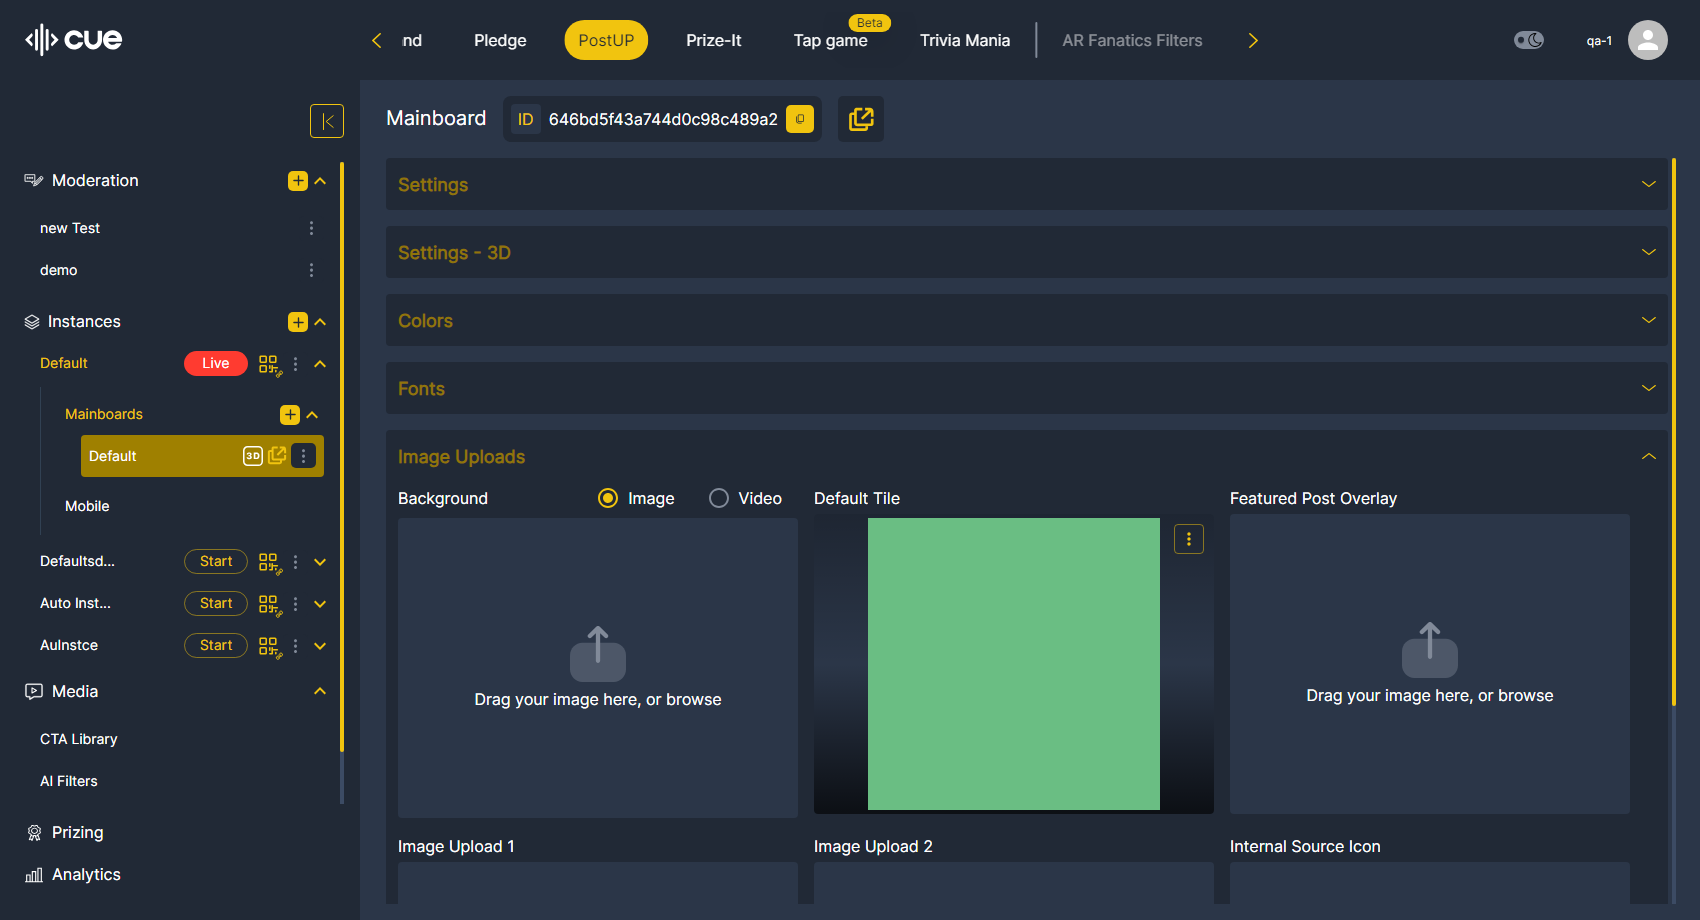 cue
nd
Pledge
PostUP
Prize-It
Tap game
Beta
Trivia Mania
AR Fanatics Filters
qa-1
Mainboard
ID
646bd5f43a744d0c98c489a2
Moderation
new Test
demo
Instances
Default
Live
Mainboards
Default
3D
Mobile
Defaultsd...
Start
Auto Inst...
Start
AuInstce
Start
Media
CTA Library
AI Filters
Prizing
Analytics
Settings
Settings - 3D
Colors
Fonts
Image Uploads
Background
Image
Video
Default Tile
Featured Post Overlay
Drag your image here, or browse
Drag your image here, or browse
Image Upload 1
Image Upload 2
Internal Source Icon